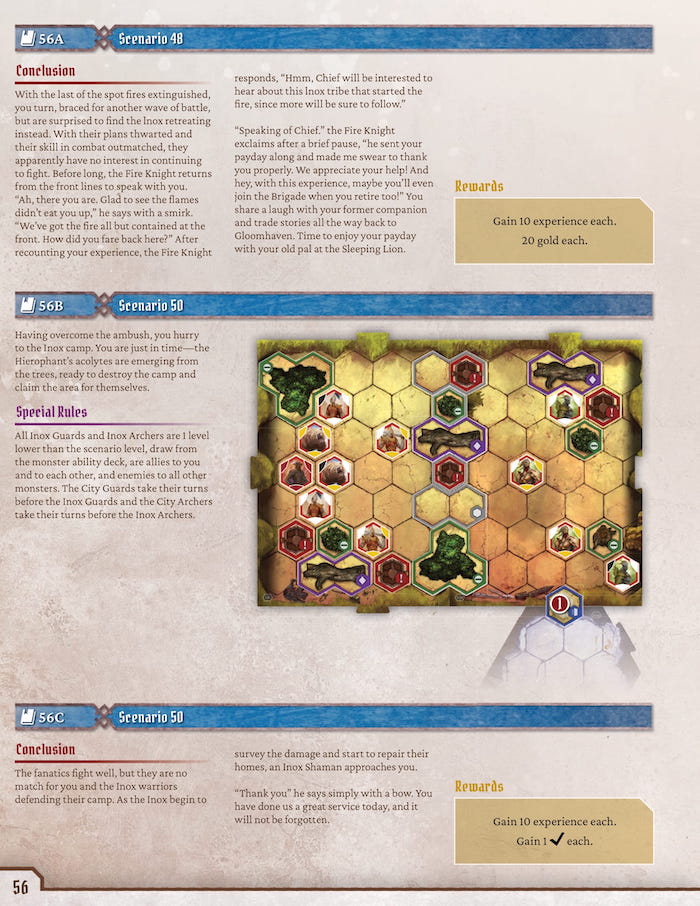 56A
Scenario 48
Conclusion
With the last of the spot fires extinguished,
you turn, braced for another wave of battle,
but are surprised to find the Inox retreating
instead. With their plans thwarted and
their skill in combat outmatched, they
apparently have no interest in continuing
to fight. Before long, the Fire Knight returns
from the front lines to speak with you.
“Ah, there you are. Glad to see the flames
didn’t eat you up,” he says with a smirk.
“We’ve got the fire all but contained at the
front. How did you fare back here?” After
recounting your experience, the Fire Knight
responds, “Hmm, Chief will be interested to
hear about this Inox tribe that started the
fire, since more will be sure to follow.”
“Speaking of Chief.” the Fire Knight
exclaims after a brief pause, “he sent your
payday along and made me swear to thank
you properly. We appreciate your help! And
hey, with this experience, maybe you’ll even
join the Brigade when you retire too!” You
share a laugh with your former companion
and trade stories all the way back to
Gloomhaven. Time to enjoy your payday
with your old pal at the Sleeping Lion.
Rewards
Gain 10 experience each.
20 gold each.
56B
Scenario 50
Having overcome the ambush, you hurry
to the Inox camp. You are just in time—the
Hierophant’s acolytes are emerging from
the trees, ready to destroy the camp and
claim the area for themselves.
Special Rules
All Inox Guards and Inox Archers are 1 level
lower than the scenario level, draw from
the monster ability deck, are allies to you
and to each other, and enemies to all other
monsters. The City Guards take their turns
before the Inox Guards and the City Archers
take their turns before the Inox Archers.
1
56C
Scenario 50
Conclusion
The fanatics fight well, but they are no
match for you and the Inox warriors
defending their camp. As the Inox begin to
survey the damage and start to repair their
homes, an Inox Shaman approaches you.
“Thank you” he says simply with a bow. You
have done us a great service today, and it
will not be forgotten.
Rewards
Gain 10 experience each.
Gain 1 ✔ each.
56